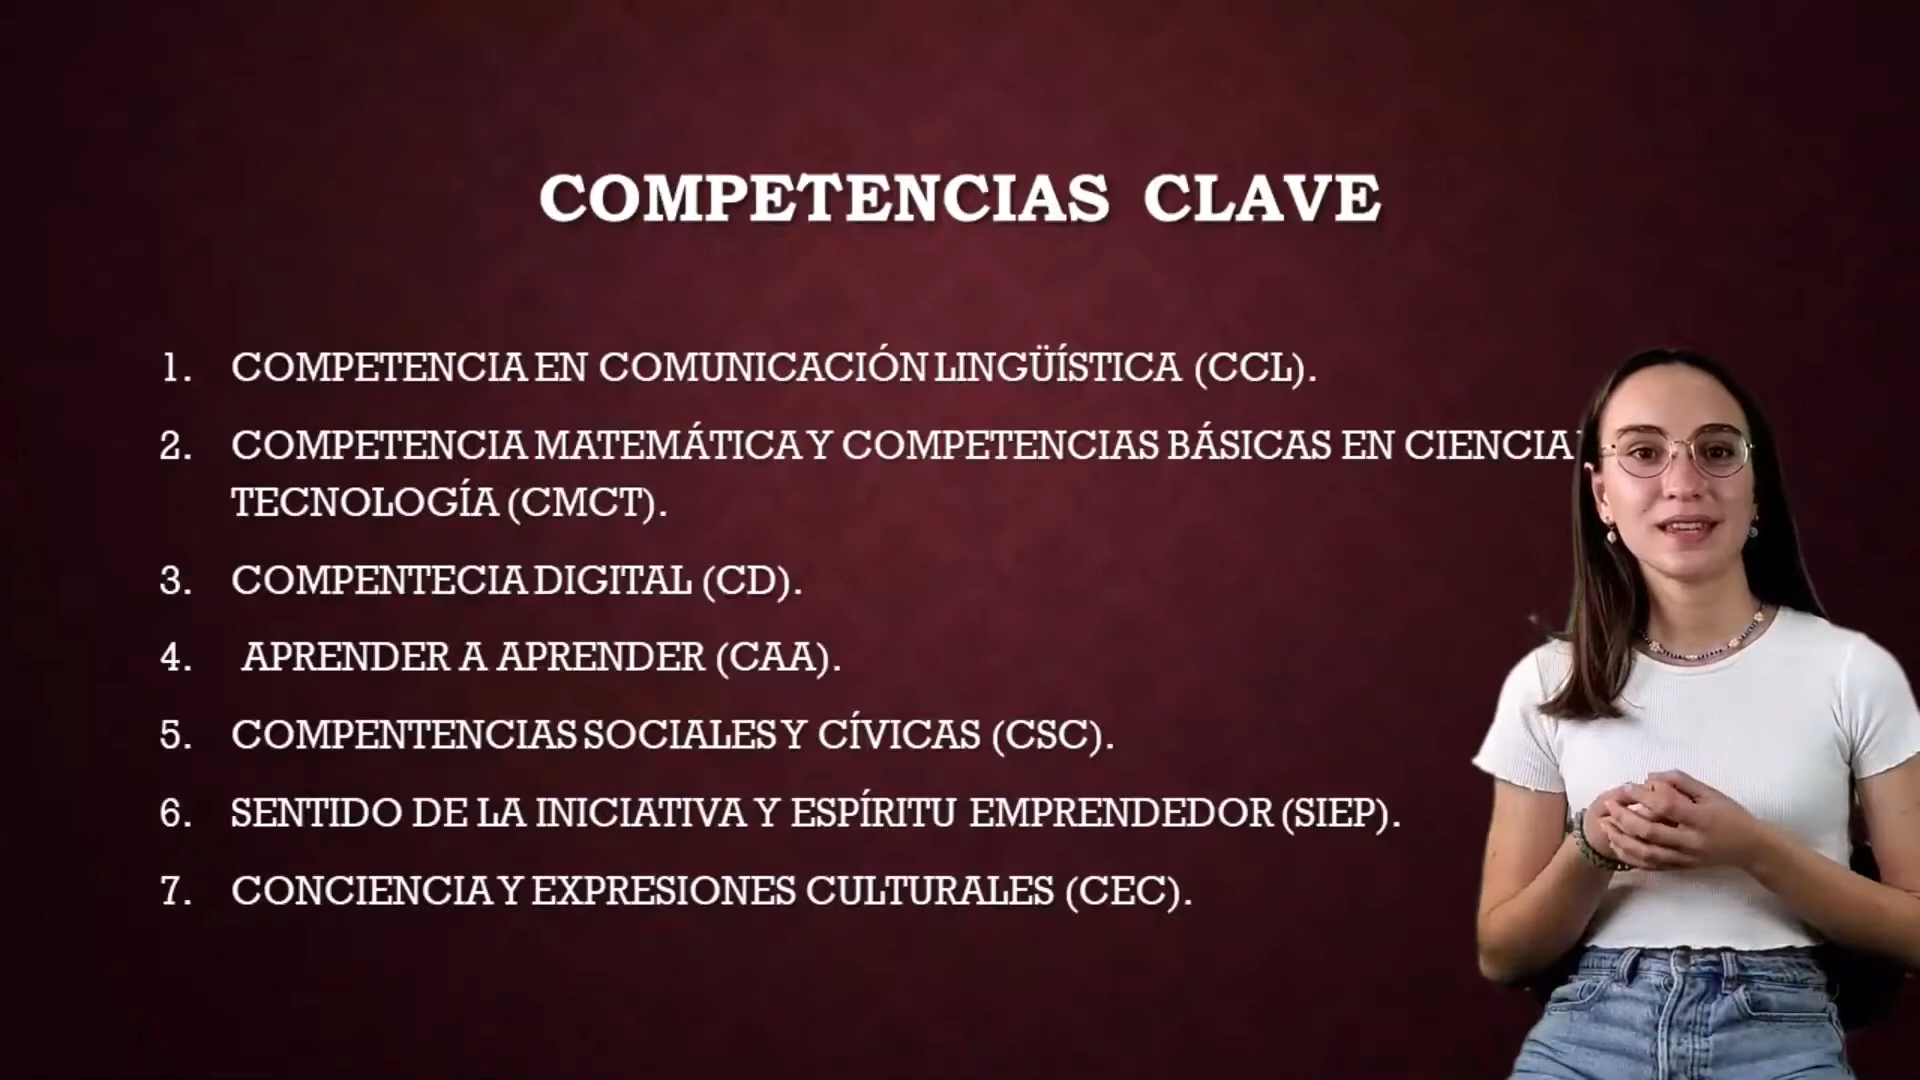 COMPETENCIAS CLAVE
1. COMPETENCIA EN COMUNICACIÓN LINGÜÍSTICA (CCL).
2. COMPETENCIA MATEMÁTICA Y COMPETENCIAS BÁSICAS EN CIENCIA
TECNOLOGÍA (CMCT).
3. COMPENTECIA DIGITAL (CD).
4. APRENDER A APRENDER (CAA).
5. COMPENTENCIAS SOCIALES Y CÍVICAS (CSC).
6. SENTIDO DE LA INICIATIVA Y ESPÍRITU EMPRENDEDOR (SIEP).
7. CONCIENCIA Y EXPRESIONES CULTURALES (CEC).